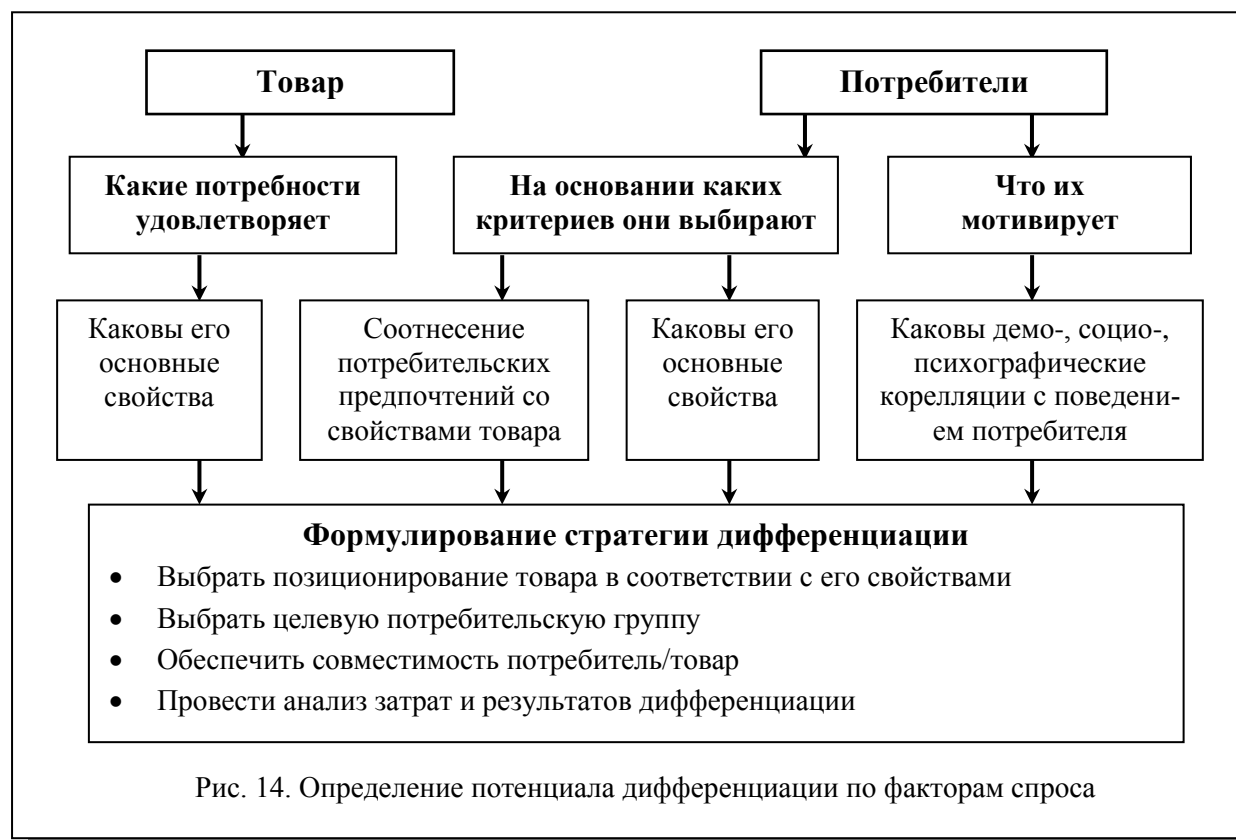 Товар
Потребители
Какие потребности
удовлетворяет
На основании каких
критериев они выбирают
Что их
мотивирует
Каковы его
основные
свойства
Соотнесение
потребительских
предпочтений со
свойствами товара
Каковы его
основные
свойства
Каковы демо-, социо-,
психографические
корелляции с поведени-
ем потребителя
Формулирование стратегии дифференциации
• Выбрать позиционирование товара в соответствии с его свойствами
• Выбрать целевую потребительскую группу
• Обеспечить совместимость потребитель/товар
• Провести анализ затрат и результатов дифференциации
Рис. 14. Определение потенциала дифференциации по факторам спроса